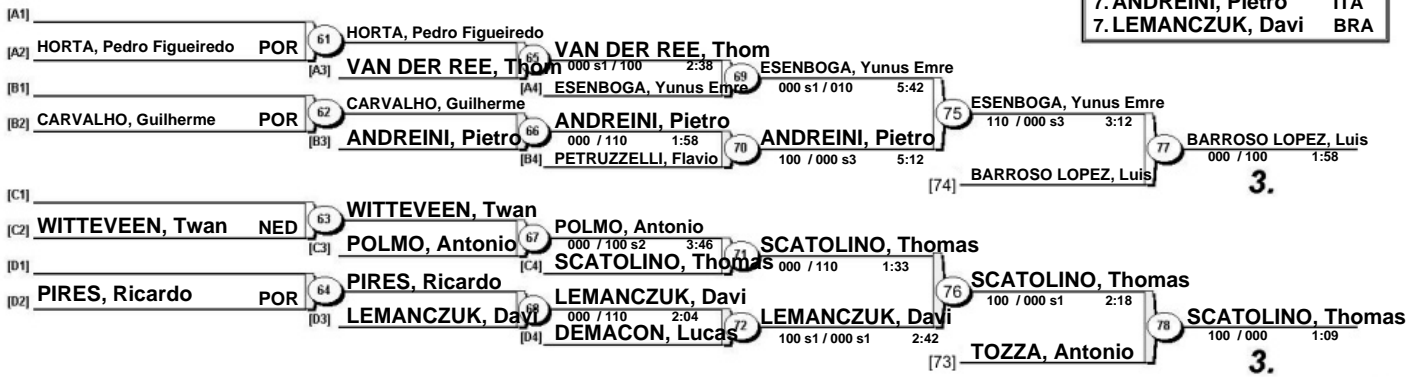 7. ANDREINI, Pietro ITA
7. LEMANCZUK, Davi BRA
[A1]
[A2] HORTA, Pedro Figueiredo POR
61
HORTA, Pedro Figueiredo
[A3] VAN DER REE, Thom
65
VAN DER REE, Thom
000 s1 / 100 2:38
[A4] ESENBOGA, Yunus Emre
69
ESENBOGA, Yunus Emre
000 s1 / 010 5:42
[B1]
[B2] CARVALHO, Guilherme POR
62
CARVALHO, Guilherme
[B3] ANDREINI, Pietro
66
ANDREINI, Pietro
000 / 110 1:58
[B4] PETRUZZELLI, Flavio
70
ANDREINI, Pietro
100 / 000 s3 5:12
75
ESENBOGA, Yunus Emre
110 / 000 s3 3:12
[74] BARROSO LOPEZ, Luis
77
BARROSO LOPEZ, Luis
000 / 100 1:58
3.
[C1]
[C2] WITTEVEEN, Twan NED
63
WITTEVEEN, Twan
[C3] POLMO, Antonio
67
POLMO, Antonio
000 / 100 s2 3:46
[C4] SCATOLINO, Thomas
71
SCATOLINO, Thomas
000 / 110 1:33
[D1]
[D2] PIRES, Ricardo POR
64
PIRES, Ricardo
[D3] LEMANCZUK, Davi
68
LEMANCZUK, Davi
000 / 110 2:04
[D4] DEMACON, Lucas
72
LEMANCZUK, Davi
100 s1 / 000 s1 2:42
76
SCATOLINO, Thomas
100 / 000 s1 2:18
[73] TOZZA, Antonio
78
SCATOLINO, Thomas
100 / 000 1:09
3.